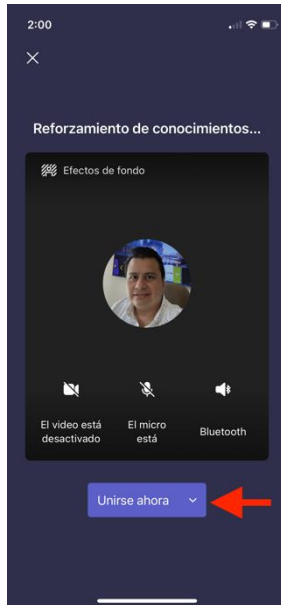 2:00
Reforzamiento de conocimientos...
Efectos de fondo
El video está
desactivado
El micro
está
Bluetooth
Unirse ahora